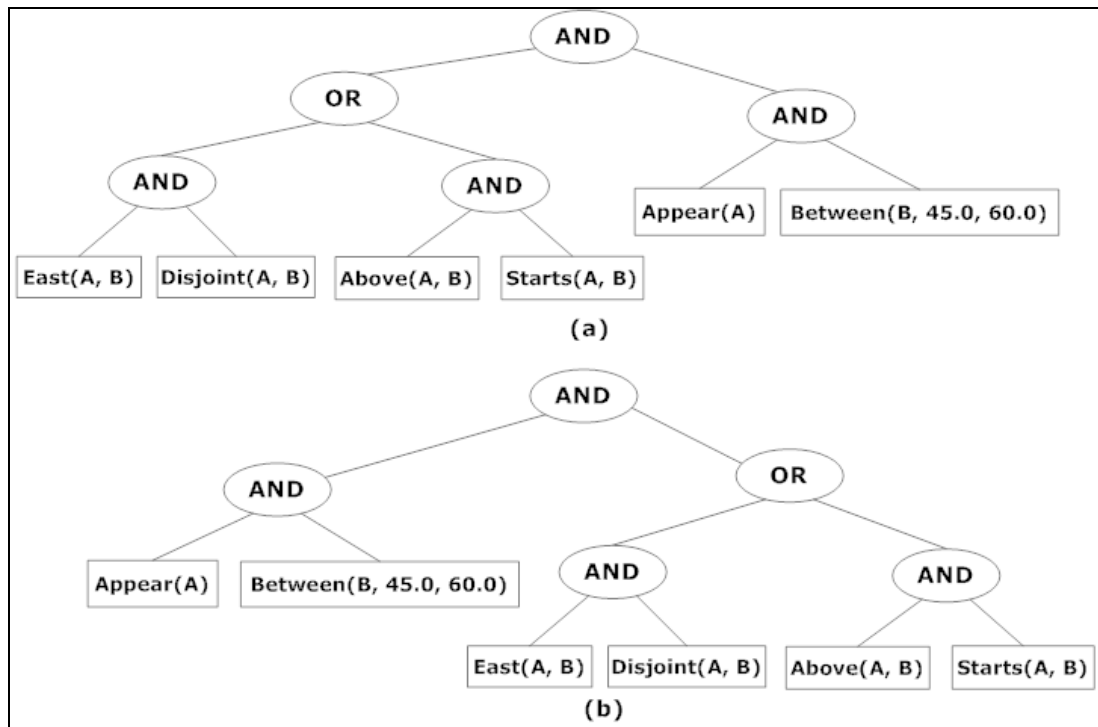 AND
OR
AND
AND
AND
Appear(A)
Between(B, 45.0, 60.0)
East(A, B)
Disjoint(A, B)
Above(A, B)
Starts(A, B)
(a)
AND
AND
OR
Appear(A)
Between(B, 45.0, 60.0)
AND
AND
East(A, B)
Disjoint(A, B)
Above(A, B)
Starts(A, B)
(b)